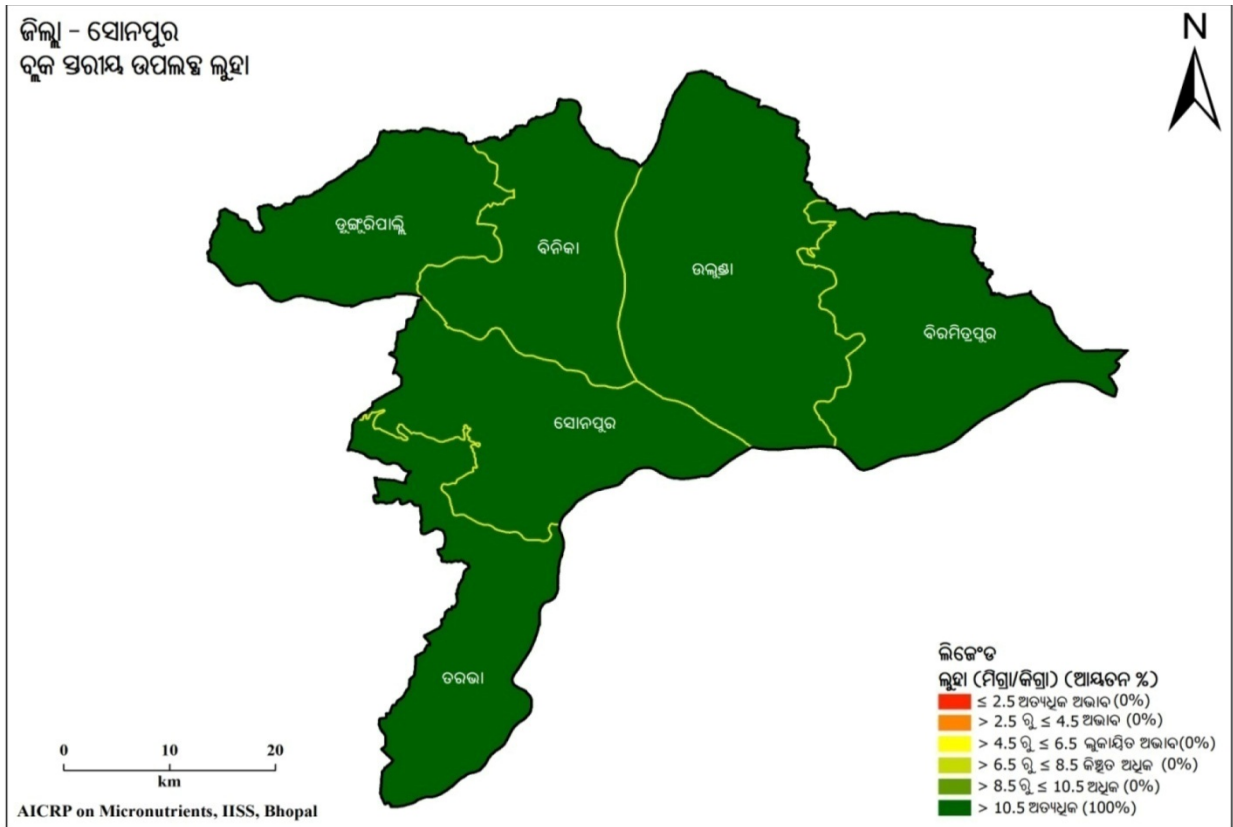 ଜିଲ୍ଲା - ସୋନପୁର
ବ୍ଲକ ସ୍ତରୀୟ ଉପଲବ୍ଧ ଲୁହା
N
ଡୁଙ୍ଗୁରିପାଲ୍ଲି
ବିନିକା
ଉଲୁଣ୍ଡା
ବିରମିତ୍ରପୁର
ସୋନପୁର
ତରଭା
ଲିଜେଂଡ
ଲୁହା (ମିଗ୍ରା/କିଗ୍ରା) (ଆୟତନ %)
≤ 2.5 ଅତ୍ୟଧିକ ଅଭାବ (0%)
> 2.5 ରୁ ≤ 4.5 ଅଭାବ (0%)
> 4.5 ରୁ ≤ 6.5 ଲୁକାୟିତ ଅଭାବ(0%)
> 6.5 ରୁ ≤ 8.5 କିଞ୍ଚିତ ଅଧିକ (0%)
> 8.5 ରୁ ≤ 10.5 ଅଧିକ (0%)
> 10.5 ଅତ୍ୟଧିକ (100%)
0 10 20
km
AICRP on Micronutrients, IISS, Bhopal